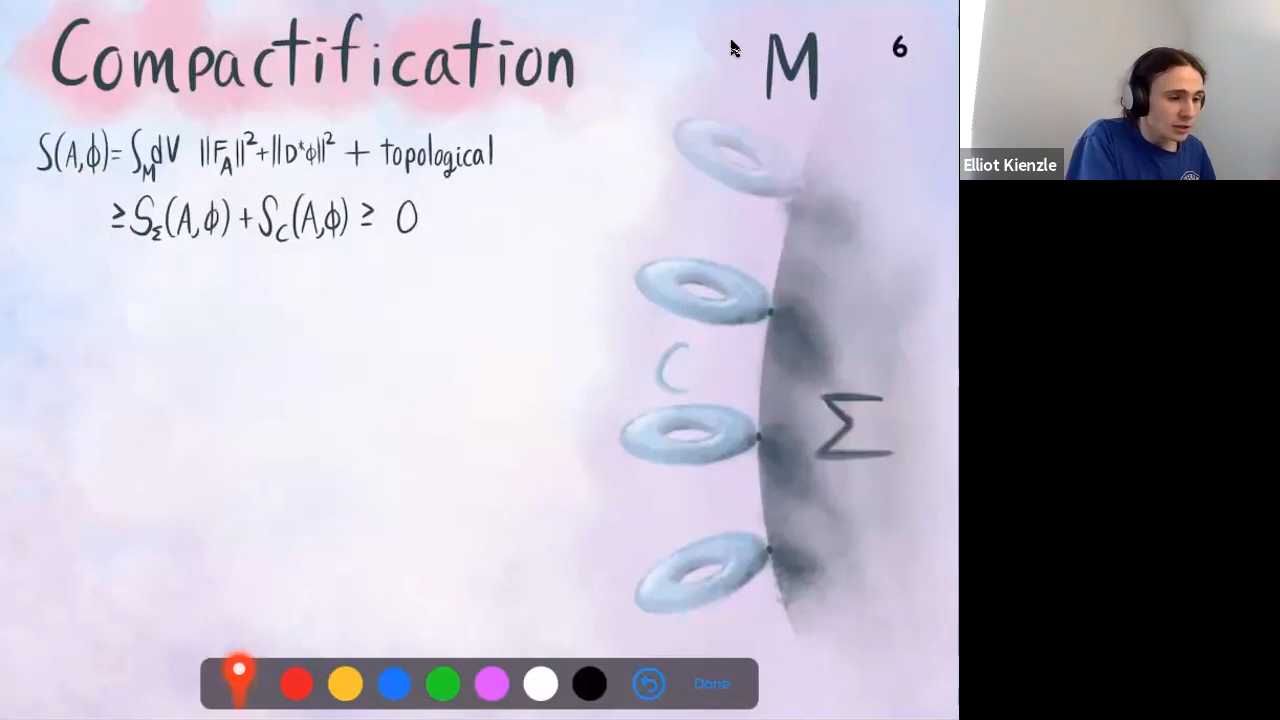 Compactification
M
6
S(A,ϕ)=∫_M dV ||F_A||²+||D*ϕ||² + topological
≥S_Σ(A,ϕ)+S_C(A,ϕ) ≥ 0
C
Σ
Done
Elliot Kienzle